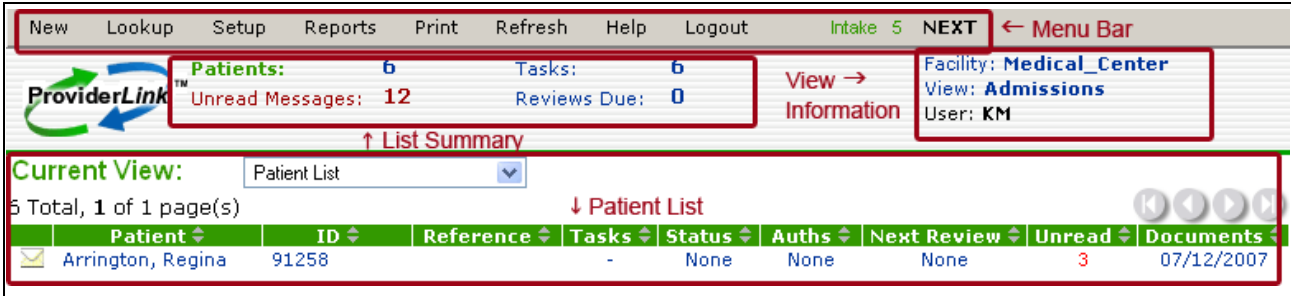 New Lookup Setup Reports Print Refresh Help Logout Intake 5 NEXT ← Menu Bar
ProviderLink™
Patients: 6 Tasks: 6
Unread Messages: 12 Reviews Due: 0
View →
Information
Facility: Medical_Center
View: Admissions
User: KM
↑ List Summary
Current View: Patient List
6 Total, 1 of 1 page(s)
↓ Patient List
Patient ID Reference Tasks Status Auths Next Review Unread Documents
Arrington, Regina 91258 - None None None 3 07/12/2007